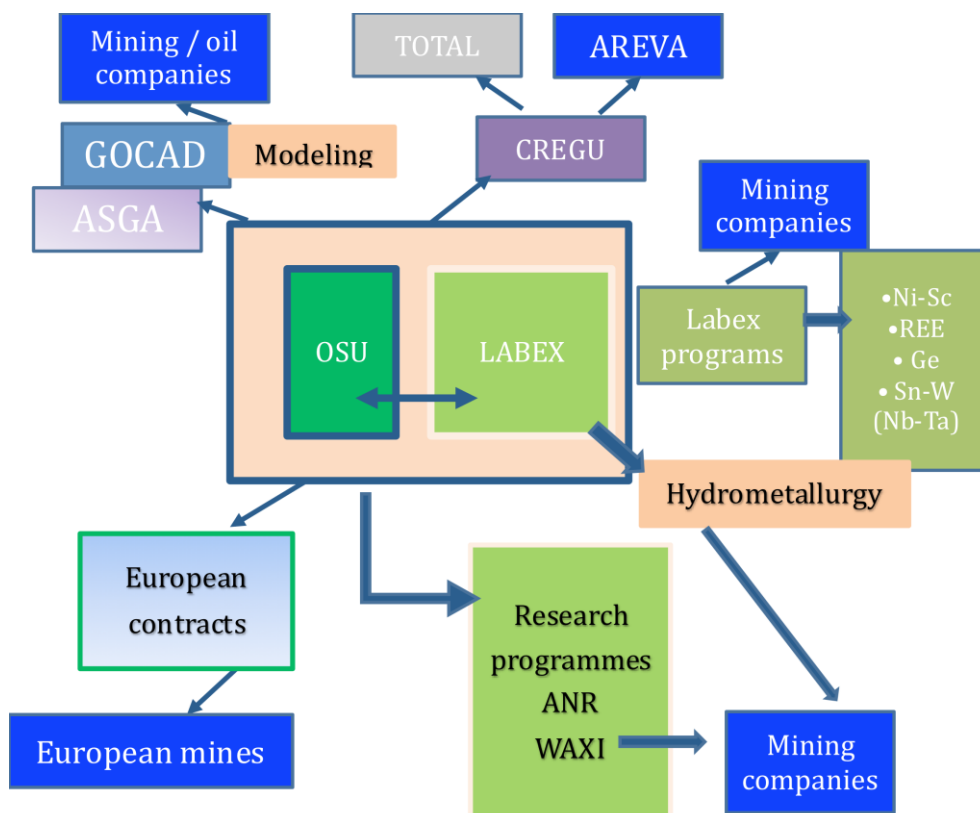 Mining / oil
companies
TOTAL
AREVA
GOCAD
Modeling
CREGU
ASGA
Mining
companies
OSU
LABEX
Labex
programs
•Ni-Sc
•REE
• Ge
• Sn-W
(Nb-Ta)
Hydrometallurgy
European
contracts
Research
programmes
ANR
WAXI
European mines
Mining
companies